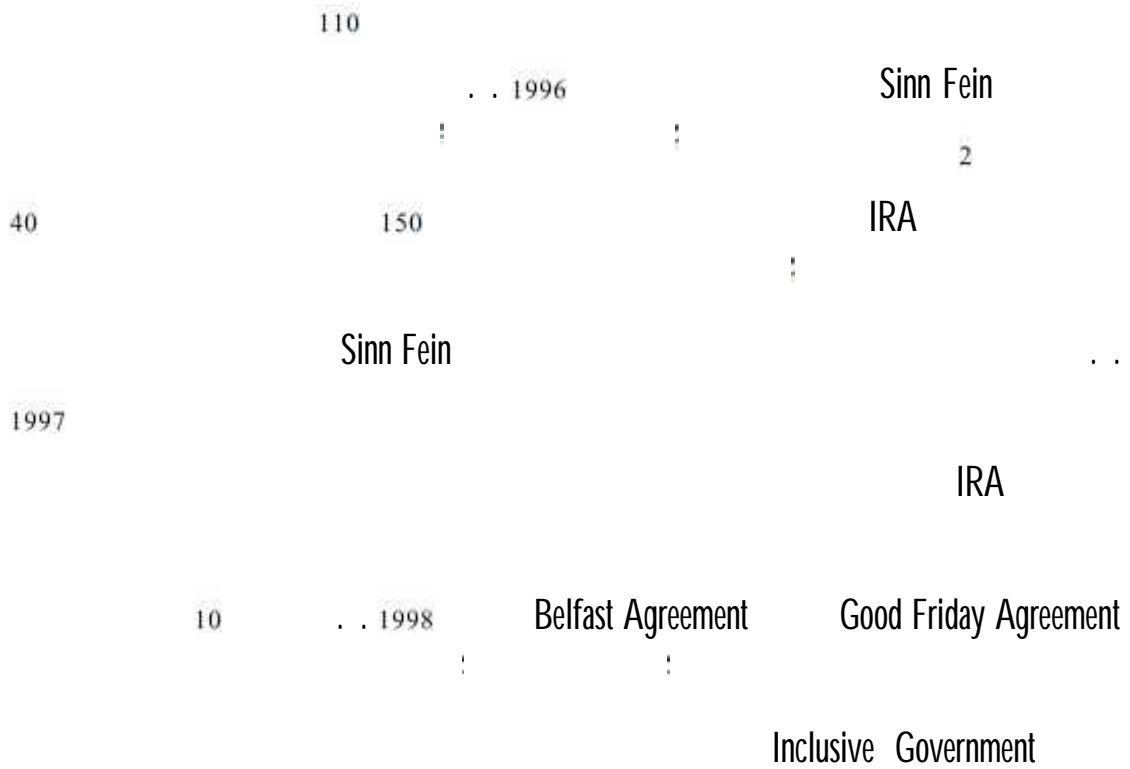 110
. . 1996 Sinn Fein
2
40 150 IRA
Sinn Fein . .
1997
IRA
10 . . 1998 Belfast Agreement Good Friday Agreement
Inclusive Government